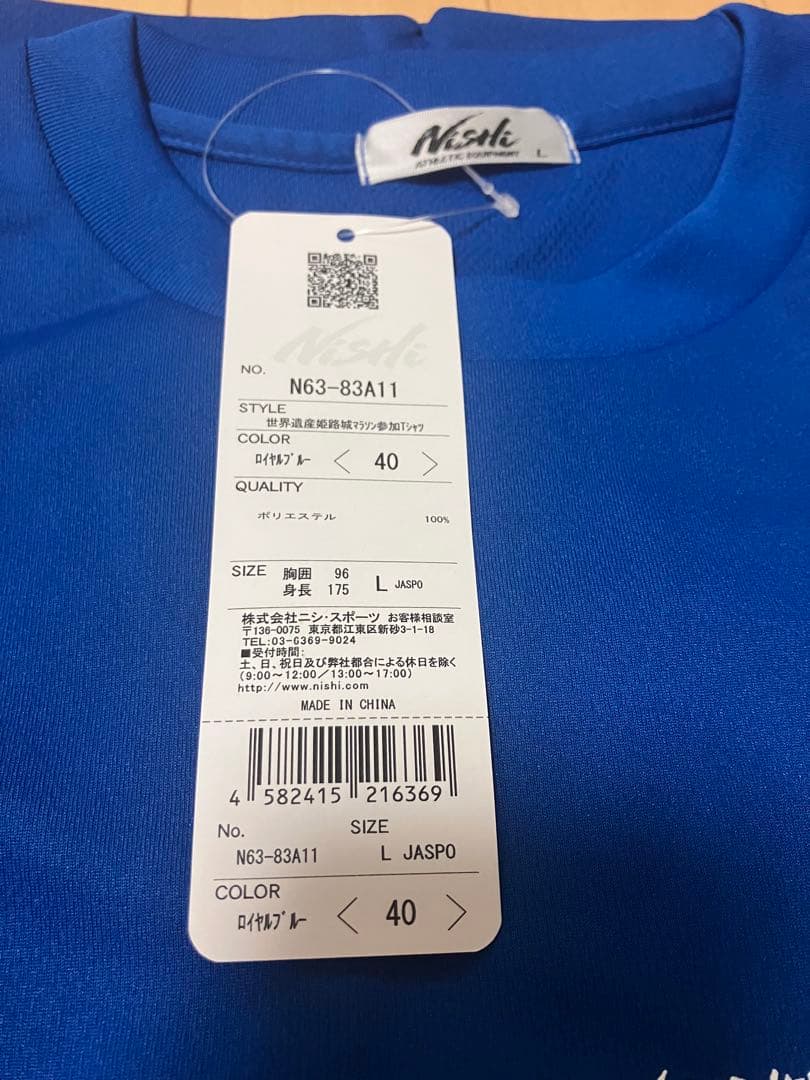 NiSHi
ATHLETIC EQUIPMENT L
NiSHi
NO.
N63-83A11
STYLE
世界遺産姫路城ﾏﾗｿﾝ参加Tｼｬﾂ
COLOR
ﾛｲﾔﾙﾌﾞﾙｰ < 40 >
QUALITY
ポリエステル 100%
SIZE 胸囲 96
身長 175 L JASPO
株式会社ニシ・スポーツ お客様相談室
〒136-0075 東京都江東区新砂3-1-18
TEL:03-6369-9024
■受付時間:
土、日、祝日及び弊社都合による休日を除く
(9:00～12:00/13:00～17:00)
http://www.nishi.com
MADE IN CHINA
4 582415 216369
No. SIZE
N63-83A11 L JASPO
COLOR
ﾛｲﾔﾙﾌﾞﾙｰ < 40 >